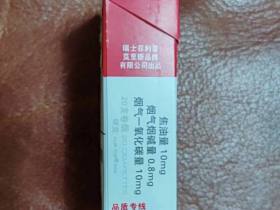 瑞士菲利普
莫里斯品牌
有限公司出品
焦油量 10mg
烟气烟碱量 0.8mg
烟气一氧化碳量 10mg
品质专线